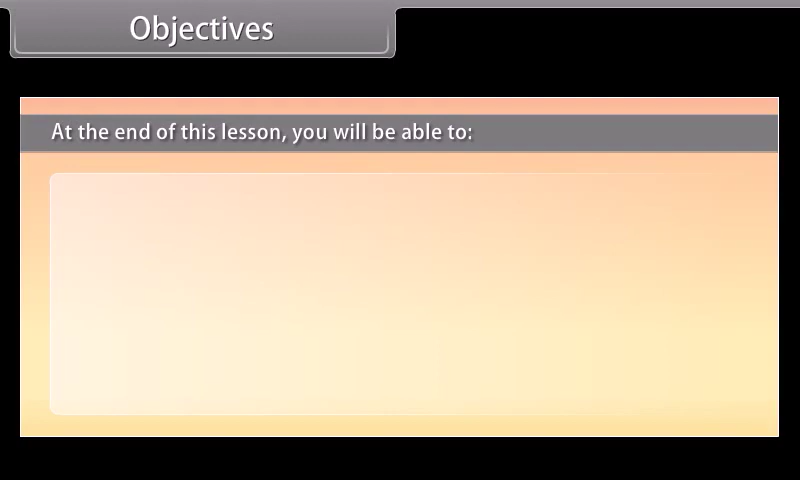 Objectives
At the end of this lesson, you will be able to: